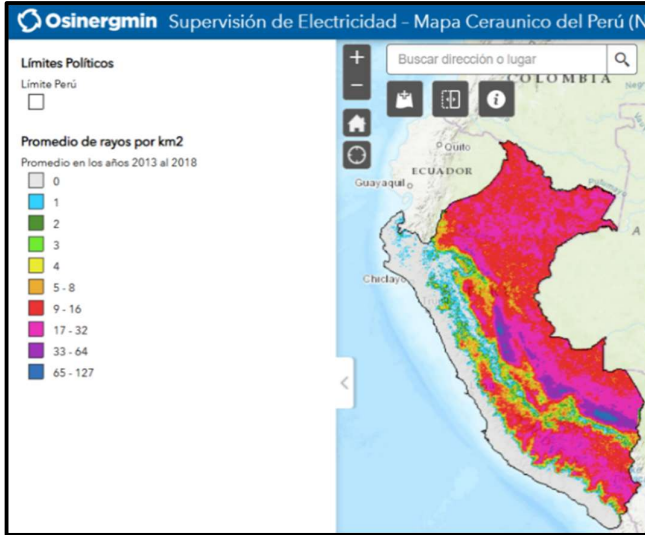 Osinergmin Supervisión de Electricidad - Mapa Ceraunico del Perú (N
Límites Políticos
Límite Perú
Promedio de rayos por km2
Promedio en los años 2013 al 2018
0
1
2
3
4
5 - 8
9 - 16
17 - 32
33 - 64
65 - 127
+
Buscar dirección o lugar
−
COLOMBIA
Quito
ECUADOR
Guayaquil
A
Chiclayo